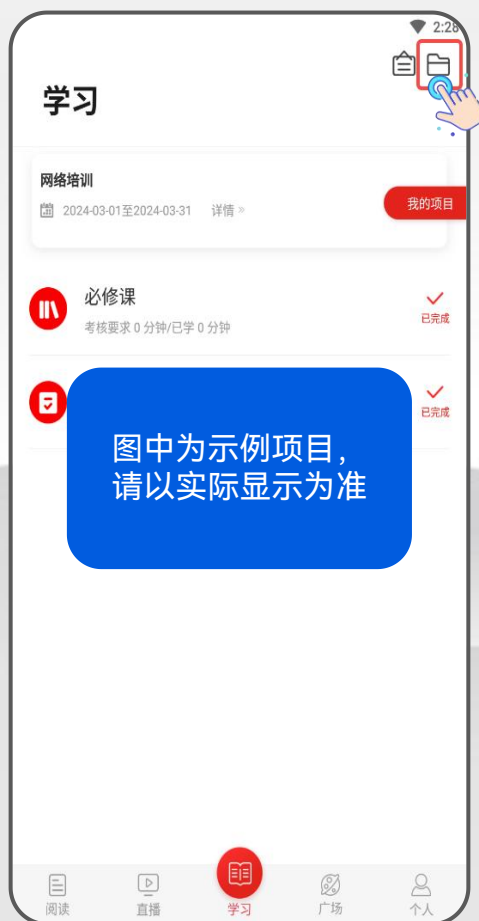 2:28
学习
网络培训
2024-03-01至2024-03-31 详情 »
我的项目
必修课
考核要求 0 分钟/已学 0 分钟
已完成
已完成
图中为示例项目，
请以实际显示为准
阅读 直播 学习 广场 个人